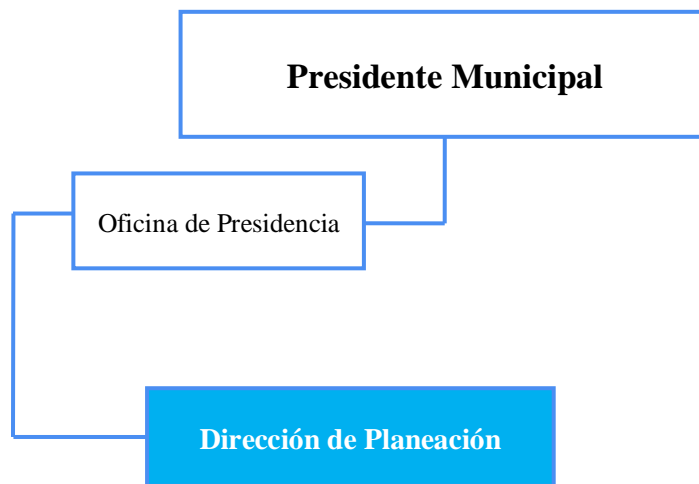 Presidente Municipal
Oficina de Presidencia
Dirección de Planeación